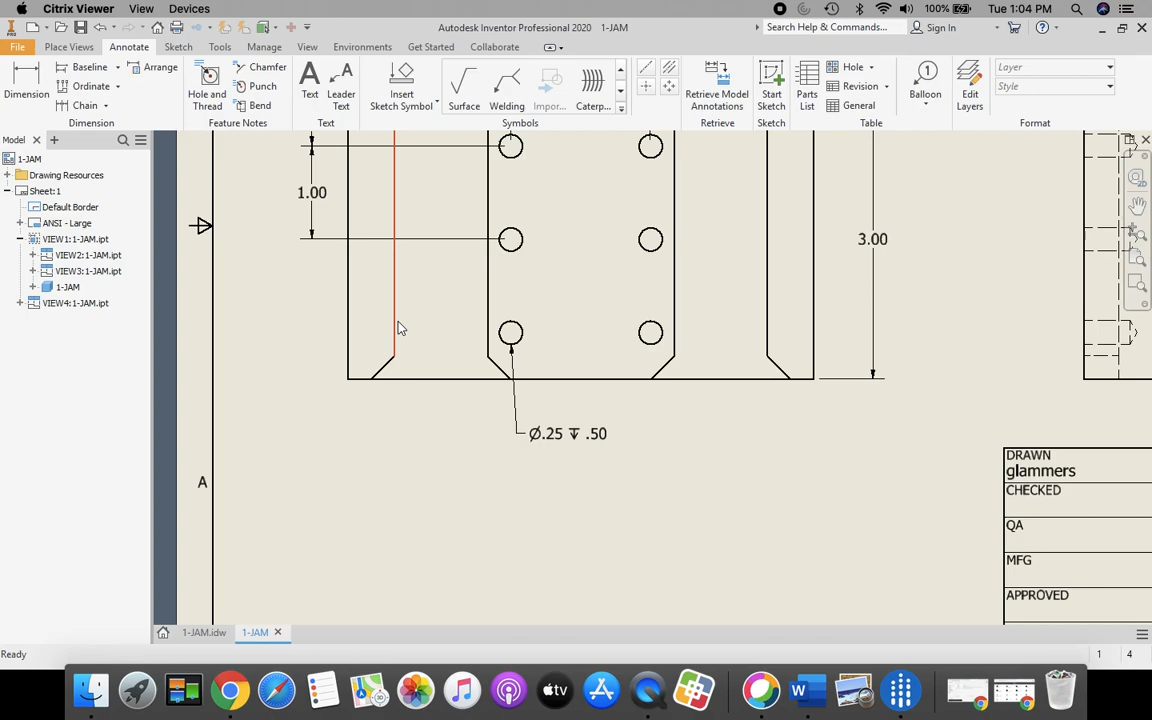 Citrix Viewer View Devices 100% Tue 1:04 PM
PRO Autodesk Inventor Professional 2020 1-JAM Search Help & Commands... Sign In
File Place Views Annotate Sketch Tools Manage View Environments Get Started Collaborate
Baseline Arrange Chamfer Hole Layer
Dimension Ordinate Hole and Thread Punch Text Leader Text Insert Sketch Symbol Surface Welding Impor... Caterp... Retrieve Model Annotations Start Sketch Parts List Revision Balloon Edit Layers Style
Chain Bend General
Dimension Feature Notes Text Symbols Retrieve Sketch Table Format
Model
1-JAM
Drawing Resources
Sheet:1
Default Border
ANSI - Large
VIEW1:1-JAM.ipt
VIEW2:1-JAM.ipt
VIEW3:1-JAM.ipt
1-JAM
VIEW4:1-JAM.ipt
1.00
3.00
Ø.25 ↧ .50
A
DRAWN
glammers
CHECKED
QA
MFG
APPROVED
1-JAM.idw 1-JAM
Ready 1 4
tv
W